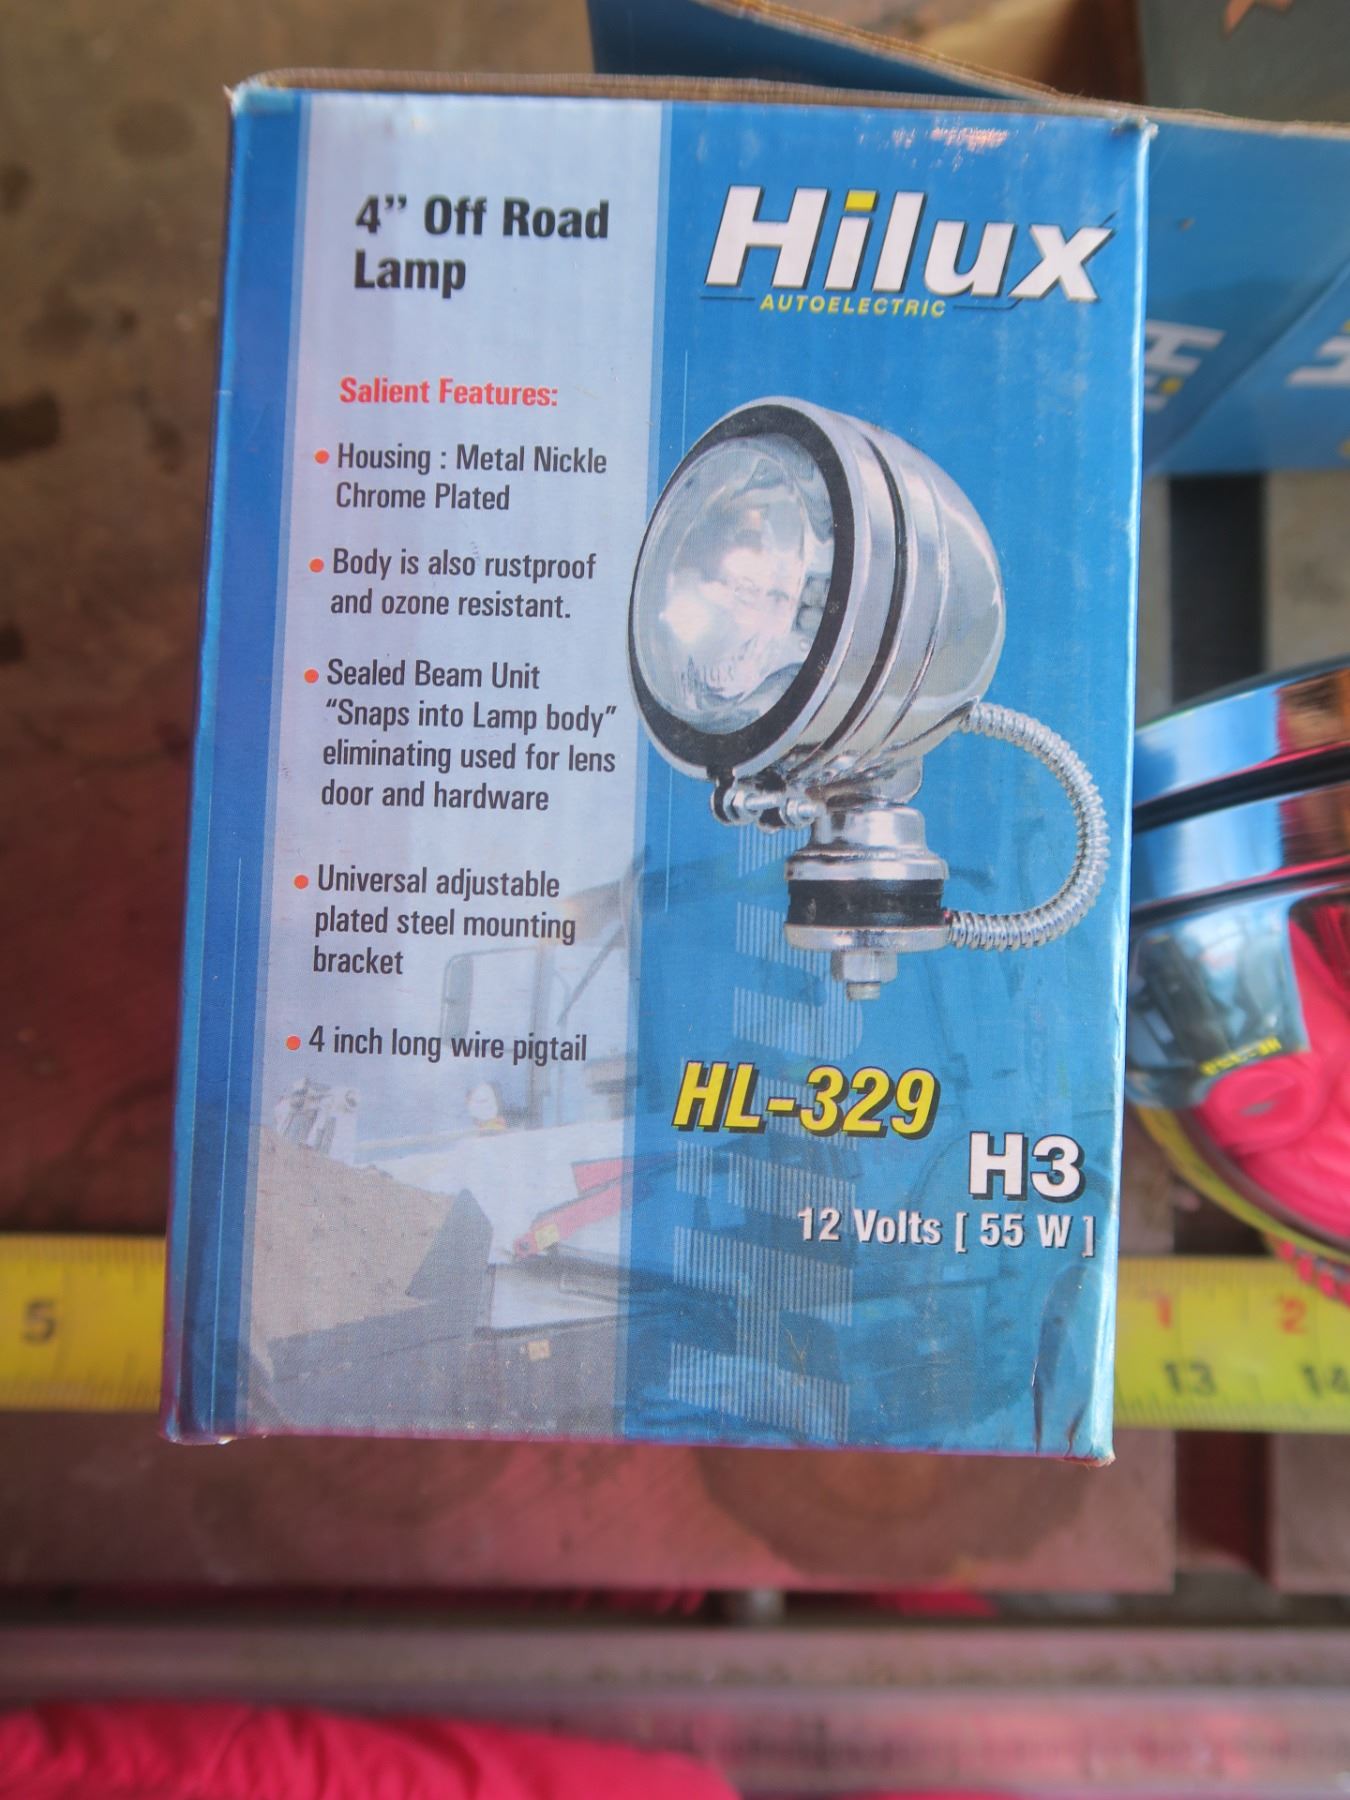 4” Off Road
Lamp
Hilux
AUTOELECTRIC
Salient Features:
• Housing : Metal Nickle
Chrome Plated
• Body is also rustproof
and ozone resistant.
• Sealed Beam Unit
“Snaps into Lamp body”
eliminating used for lens
door and hardware
• Universal adjustable
plated steel mounting
bracket
• 4 inch long wire pigtail
HL-329
H3
12 Volts [ 55 W ]
5
1 2
13 14